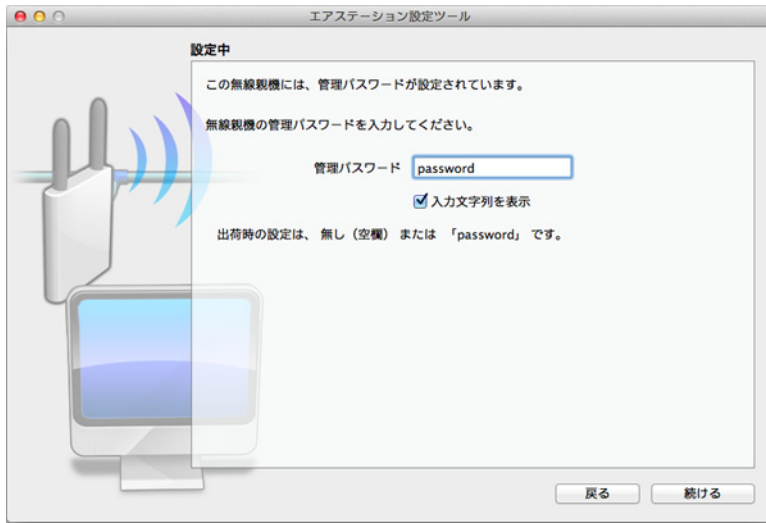 エアステーション設定ツール
設定中
この無線親機には、管理パスワードが設定されています。
無線親機の管理パスワードを入力してください。
管理パスワード password
入力文字列を表示
出荷時の設定は、 無し（空欄） または 「password」 です。
戻る 続ける